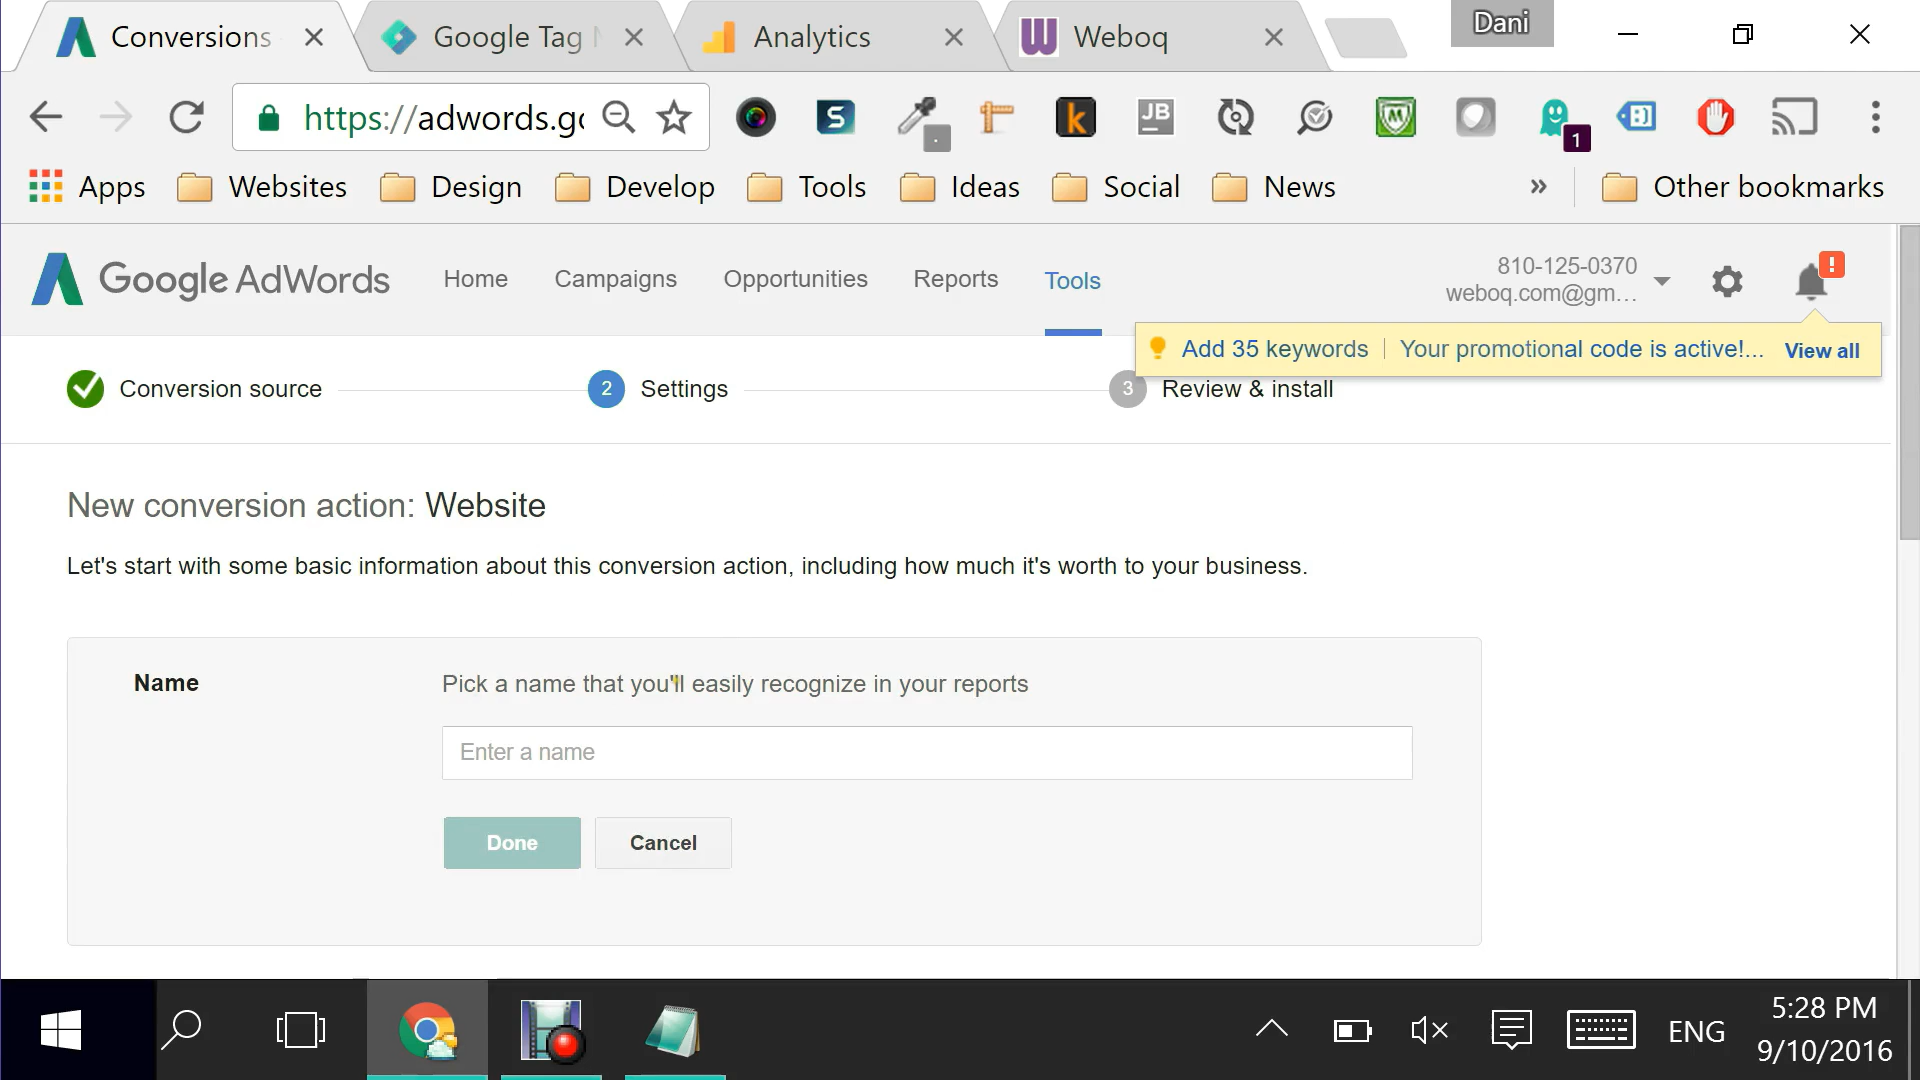 Conversions
Google Tag
Analytics
Weboq
Dani
https://adwords.go
S
k
JB
M
1
Apps
Websites
Design
Develop
Tools
Ideas
Social
News
»
Other bookmarks
Google AdWords
Home
Campaigns
Opportunities
Reports
Tools
810-125-0370
weboq.com@gm...
!
Add 35 keywords
Your promotional code is active!...
View all
Conversion source
2 Settings
3 Review & install
New conversion action: Website
Let's start with some basic information about this conversion action, including how much it's worth to your business.
Name
Pick a name that you'll easily recognize in your reports
Enter a name
Done
Cancel
ENG
5:28 PM
9/10/2016